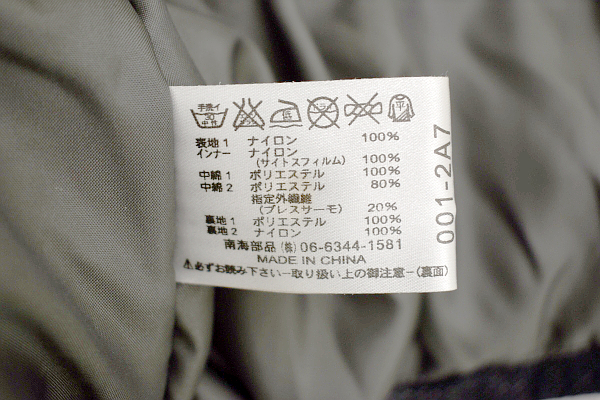 手洗イ
30
中性
低
平
表地1 ナイロン 100%
インナー ナイロン
(サイトスフィルム) 100%
中綿1 ポリエステル 100%
中綿2 ポリエステル 80%
指定外繊維
(ブレスサーモ) 20%
裏地1 ポリエステル 100%
裏地2 ナイロン 100%
南海部品(株)06-6344-1581
MADE IN CHINA
⚠必ずお読み下さい−取り扱い上の御注意−(裏面)
001-2A7